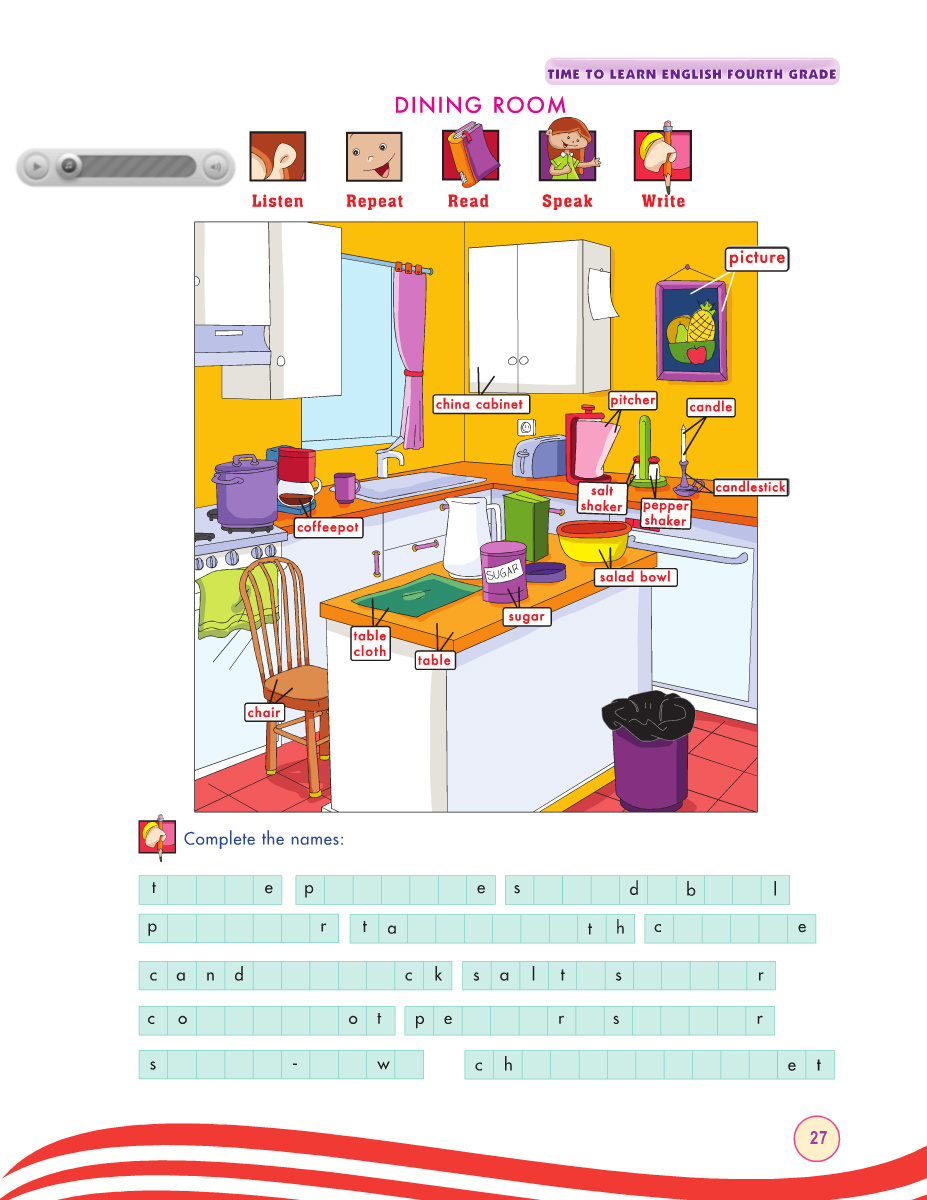 TIME TO LEARN ENGLISH FOURTH GRADE
DINING ROOM
Listen Repeat Read Speak Write
picture
china cabinet
pitcher
candle
candlestick
salt
shaker
pepper
shaker
coffeepot
salad bowl
SUGAR
sugar
table
cloth
table
chair
Complete the names:
t e p e s d b l
p r t a t h c e
c a n d c k s a l t s r
c o o t p e r s r
s - w c h e t
27